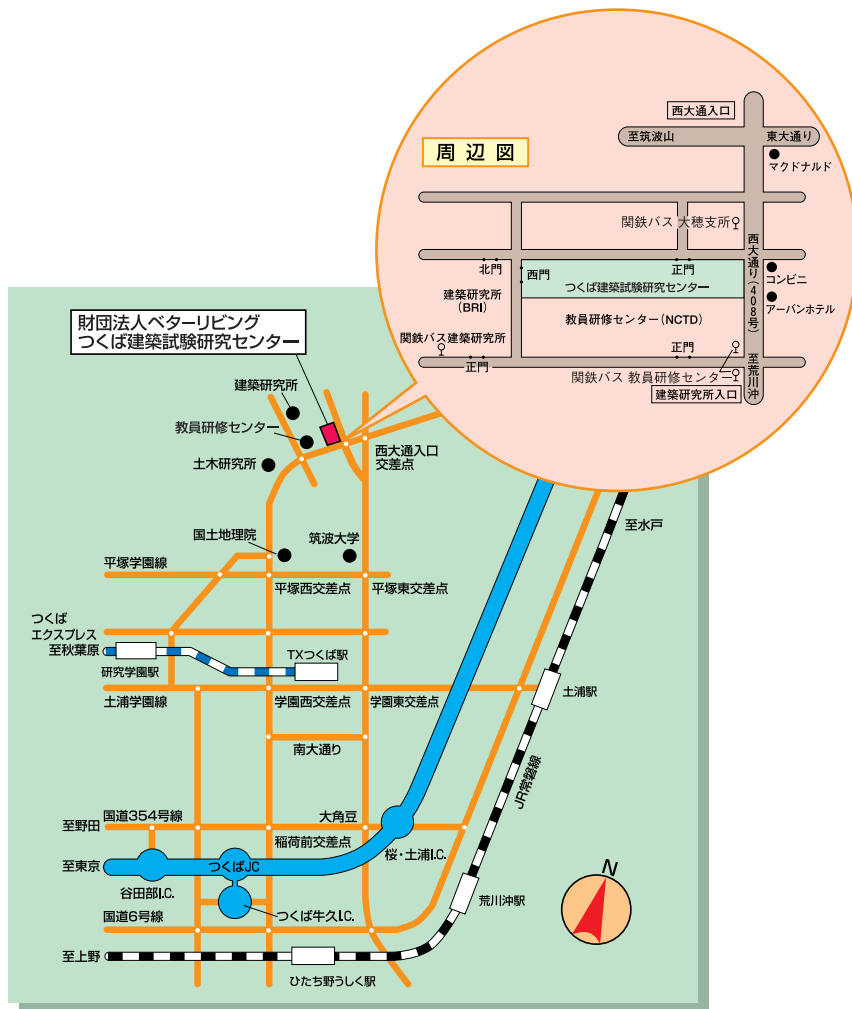 西大通入口
至筑波山
東大通り
マクドナルド
周辺図
関鉄バス 大穂支所
西大通り(408号)
至荒川沖
北門
西門
正門
コンビニ
つくば建築試験研究センター
アーバンホテル
建築研究所
(BRI)
教員研修センター(NCTD)
関鉄バス建築研究所
正門
正門
関鉄バス 教員研修センター
建築研究所入口
財団法人ベターリビング
つくば建築試験研究センター
建築研究所
教員研修センター
土木研究所
西大通入口
交差点
至水戸
国土地理院
筑波大学
平塚学園線
平塚西交差点
平塚東交差点
つくば
エクスプレス
至秋葉原
研究学園駅
TXつくば駅
土浦学園線
学園西交差点
学園東交差点
土浦駅
南大通り
JR常磐線
国道354号線
大角豆
至野田
稲荷前交差点
桜・土浦I.C.
至東京
つくばJC
谷田部I.C.
つくば牛久I.C.
荒川沖駅
N
国道6号線
至上野
ひたち野うしく駅